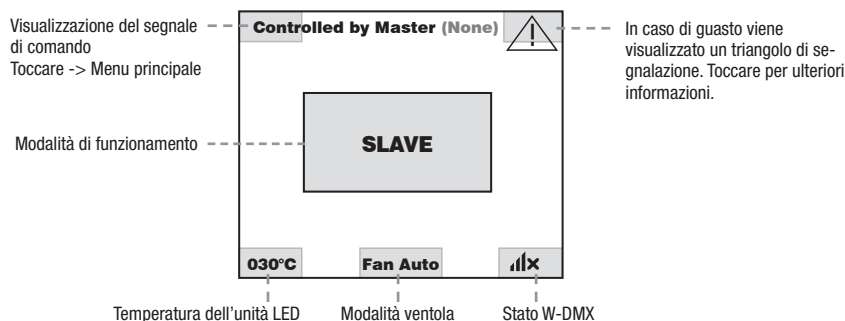 Visualizzazione del segnale
di comando
Toccare -> Menu principale
Controlled by Master (None)
In caso di guasto viene
visualizzato un triangolo di se-
gnalazione. Toccare per ulteriori
informazioni.
Modalità di funzionamento
SLAVE
030°C
Fan Auto
Temperatura dell'unità LED
Modalità ventola
Stato W-DMX